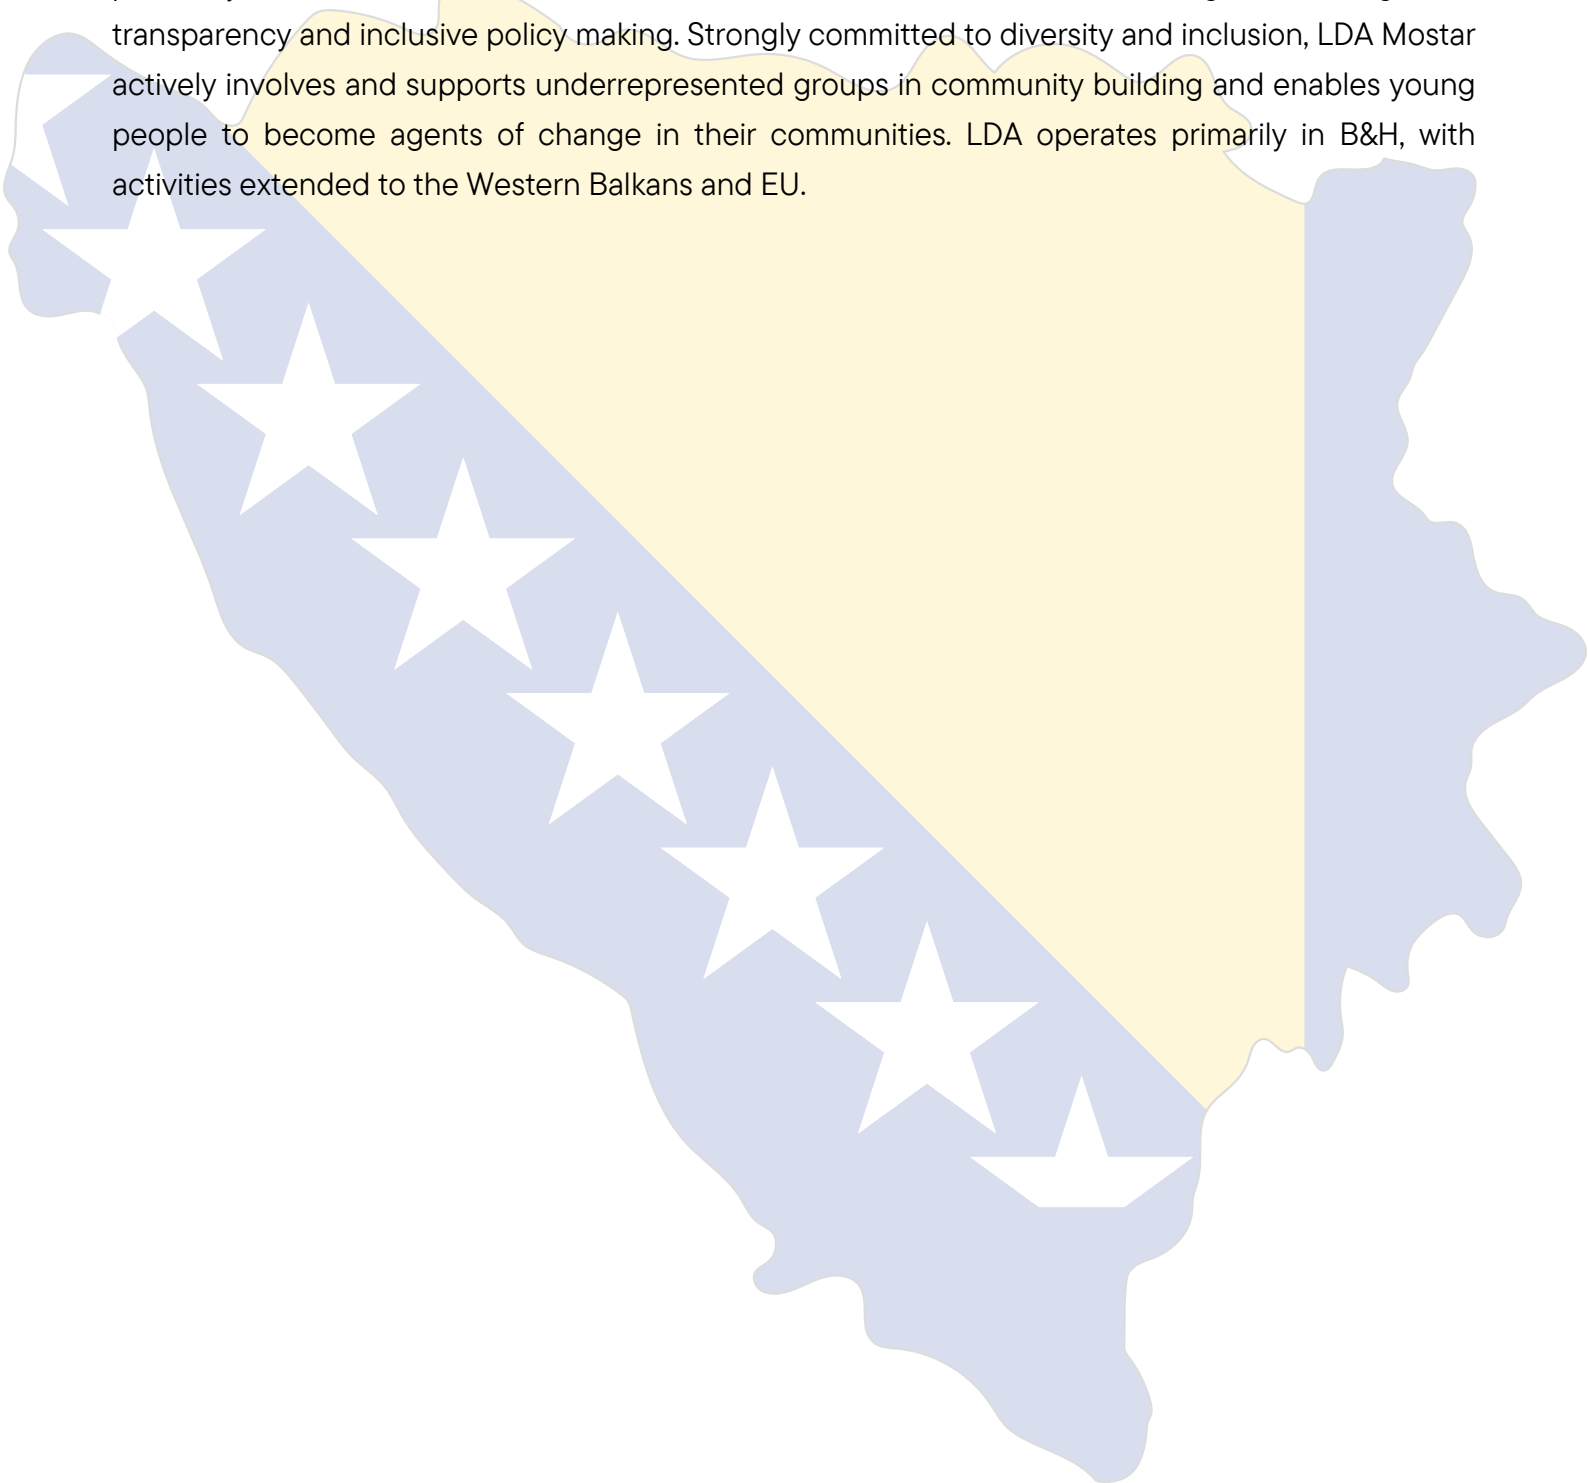 transparency and inclusive policy making. Strongly committed to diversity and inclusion, LDA Mostar
actively involves and supports underrepresented groups in community building and enables young
people to become agents of change in their communities. LDA operates primarily in B&H, with
activities extended to the Western Balkans and EU.